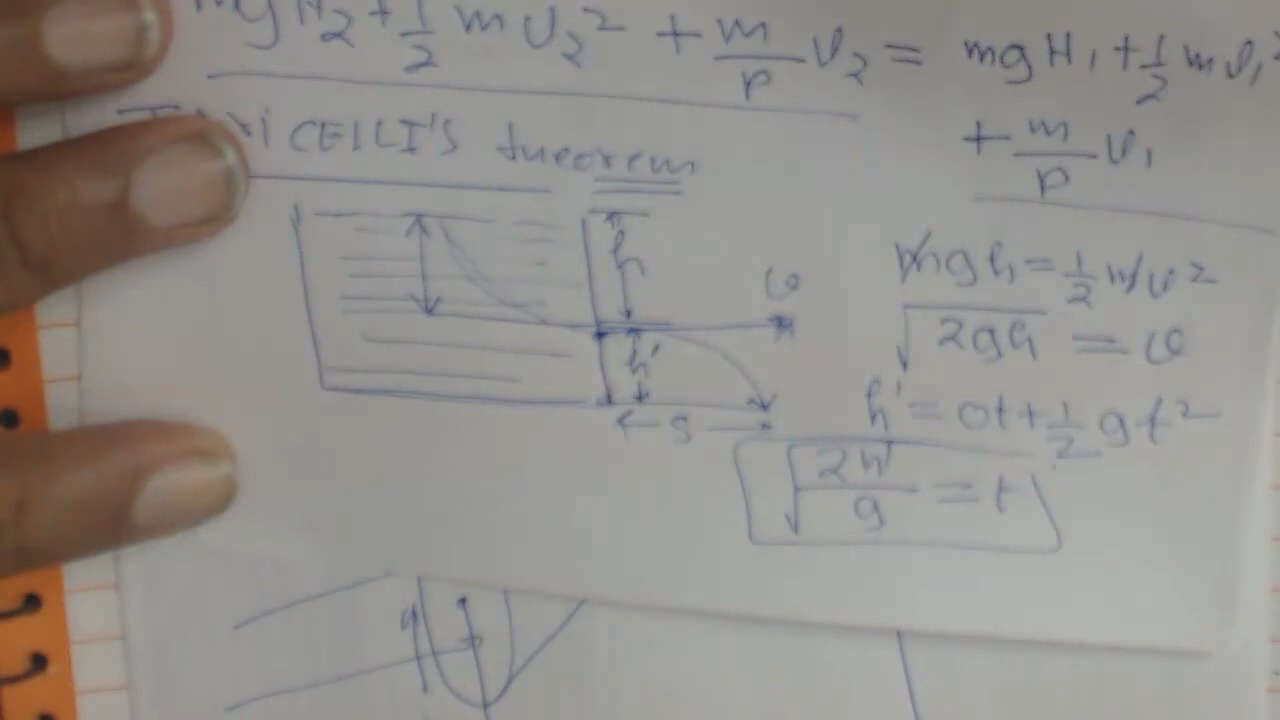 mgH₂ + 1/2 mv₂² + m/ρ v₂ = mgH₁ + 1/2 mv₁²
+ m/ρ v₁
theorem
h
v
h'
s
mgh = 1/2 mv²
√2gh = v
h' = 0t + 1/2 gt²
√2h'/g = t